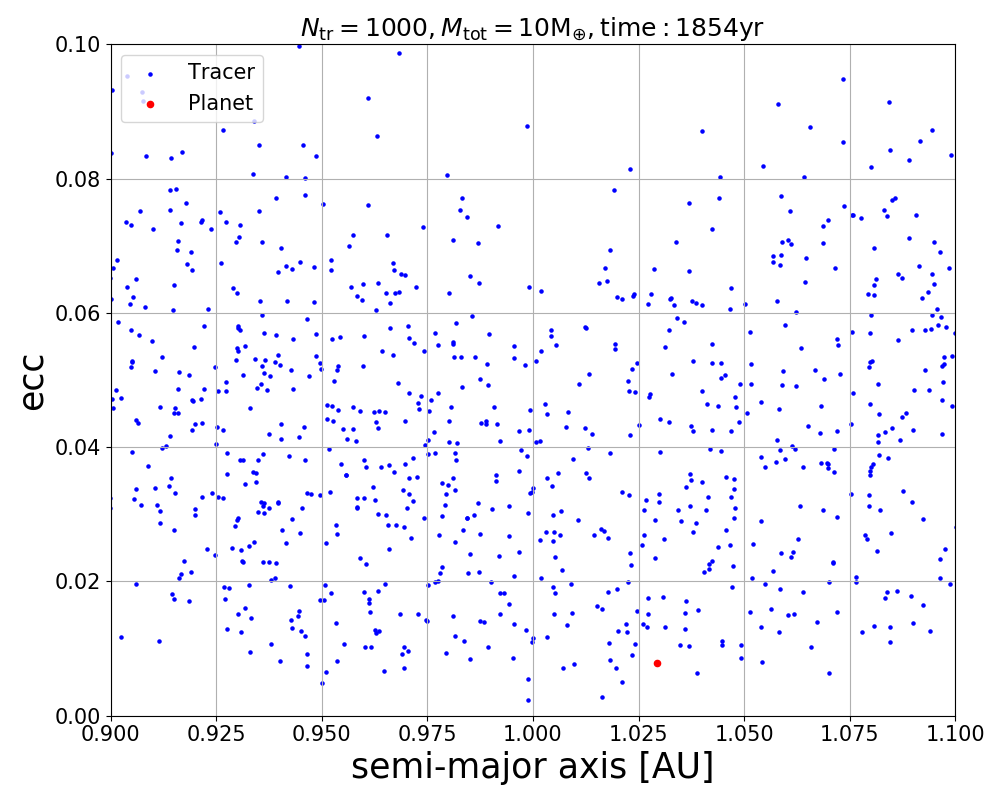 N_tr = 1000, M_tot = 10M_⊕, time : 1854yr
0.10
Tracer
Planet
0.08
0.06
ecc
0.04
0.02
0.00
0.900 0.925 0.950 0.975 1.000 1.025 1.050 1.075 1.100
semi-major axis [AU]